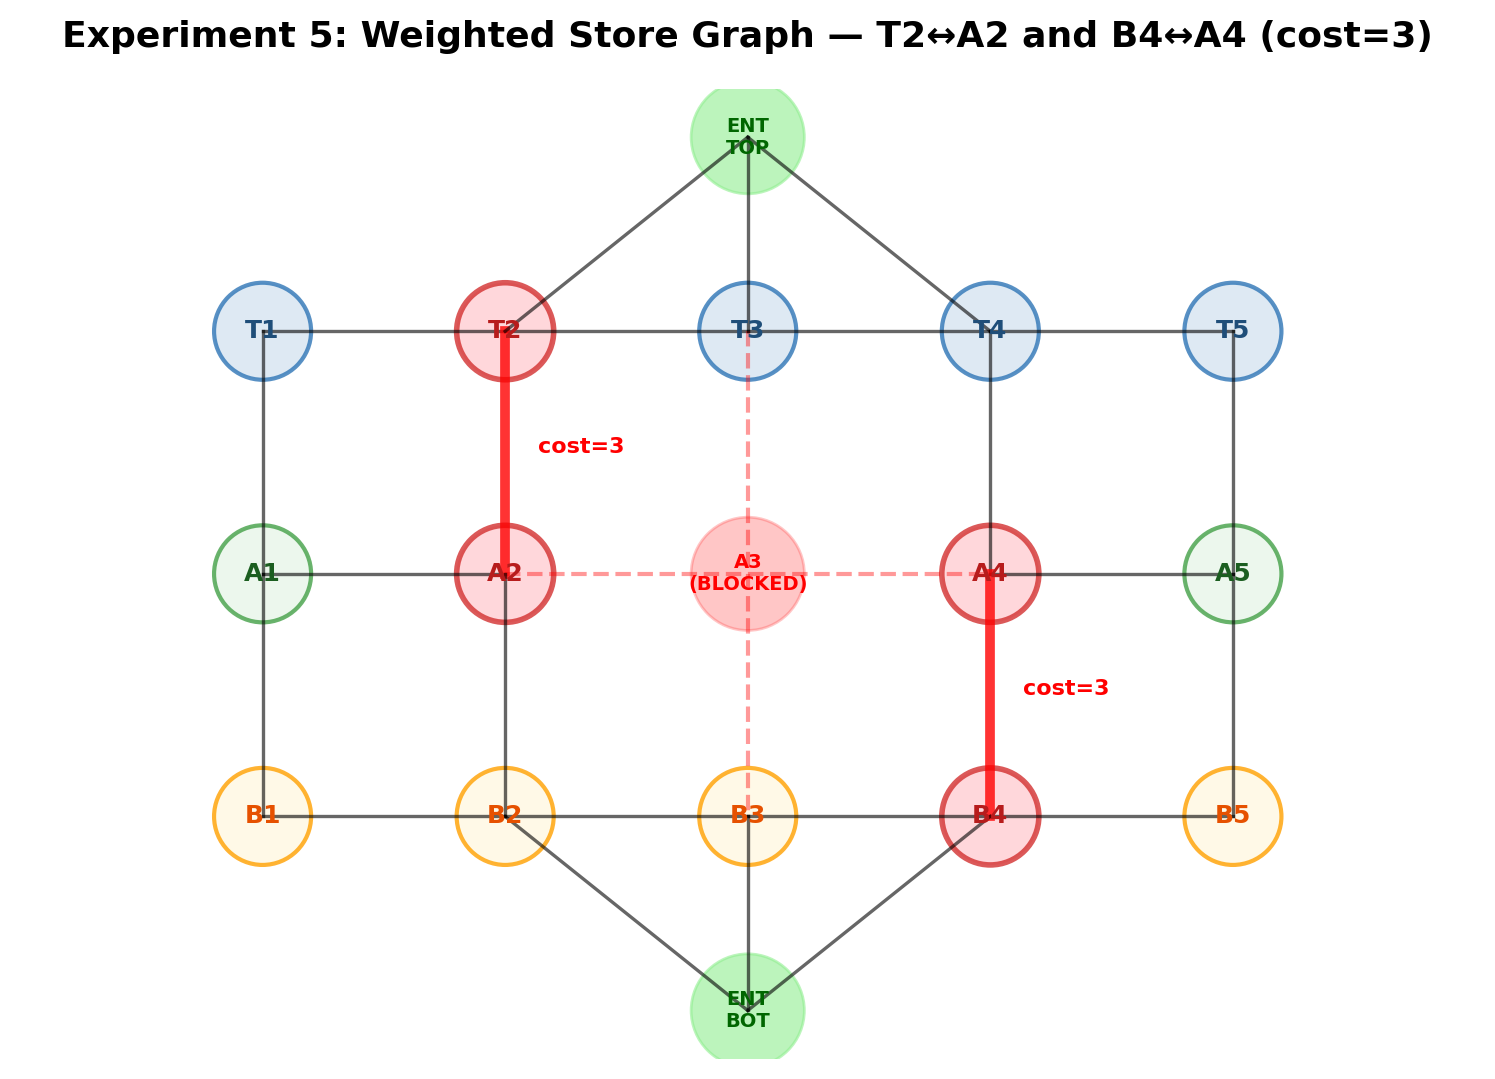 Experiment 5: Weighted Store Graph — T2↔A2 and B4↔A4 (cost=3)
ENT
TOP
T1
T2
T3
T4
T5
cost=3
A1
A2
A3
(BLOCKED)
A4
A5
cost=3
B1
B2
B3
B4
B5
ENT
BOT